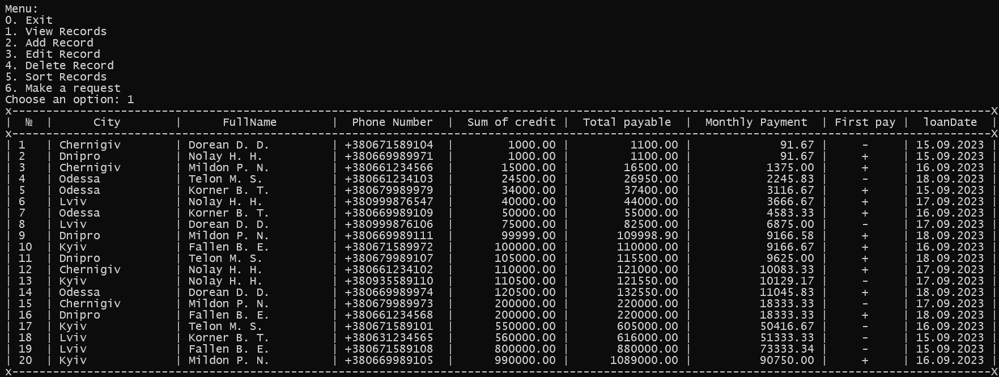 Menu:
0. Exit
1. View Records
2. Add Record
3. Edit Record
4. Delete Record
5. Sort Records
6. Make a request
Choose an option: 1
x------------------------------------------------------------------------------------------------------------------------------------------------x
|  №  |      City        |      FullName        |  Phone Number  |  Sum of credit |  Total payable  |  Monthly Payment  | First pay |  loanDate  |
x------------------------------------------------------------------------------------------------------------------------------------------------x
| 1   | Chernigiv        | Dorean D. D.         | +380671589104  |        1000.00 |         1100.00 |             91.67 |     -     | 15.09.2023 |
| 2   | Dnipro           | Nolay H. H.          | +380669989971  |        1000.00 |         1100.00 |             91.67 |     +     | 15.09.2023 |
| 3   | Chernigiv        | Mildon P. N.         | +380661234566  |       15000.00 |        16500.00 |           1375.00 |     +     | 16.09.2023 |
| 4   | Odessa           | Telon M. S.          | +380661234103  |       24500.00 |        26950.00 |           2245.83 |     -     | 18.09.2023 |
| 5   | Odessa           | Korner B. T.         | +380679989979  |       34000.00 |        37400.00 |           3116.67 |     +     | 15.09.2023 |
| 6   | Lviv             | Nolay H. H.          | +380999876547  |       40000.00 |        44000.00 |           3666.67 |     +     | 17.09.2023 |
| 7   | Odessa           | Korner B. T.         | +380669989109  |       50000.00 |        55000.00 |           4583.33 |     +     | 16.09.2023 |
| 8   | Lviv             | Dorean D. D.         | +380999876106  |       75000.00 |        82500.00 |           6875.00 |     -     | 17.09.2023 |
| 9   | Dnipro           | Mildon P. N.         | +380669989111  |       99999.00 |       109998.90 |           9166.58 |     +     | 18.09.2023 |
| 10  | Kyiv             | Fallen B. E.         | +380671589972  |      100000.00 |       110000.00 |           9166.67 |     +     | 16.09.2023 |
| 11  | Dnipro           | Telon M. S.          | +380679989107  |      105000.00 |       115500.00 |           9625.00 |     +     | 18.09.2023 |
| 12  | Chernigiv        | Nolay H. H.          | +380661234102  |      110000.00 |       121000.00 |          10083.33 |     +     | 17.09.2023 |
| 13  | Kyiv             | Nolay H. H.          | +380935589110  |      110500.00 |       121550.00 |          10129.17 |     -     | 17.09.2023 |
| 14  | Odessa           | Dorean D. D.         | +380669989974  |      120500.00 |       132550.00 |          11045.83 |     +     | 18.09.2023 |
| 15  | Chernigiv        | Mildon P. N.         | +380679989973  |      200000.00 |       220000.00 |          18333.33 |     -     | 17.09.2023 |
| 16  | Dnipro           | Fallen B. E.         | +380661234568  |      200000.00 |       220000.00 |          18333.33 |     +     | 18.09.2023 |
| 17  | Kyiv             | Telon M. S.          | +380671589101  |      550000.00 |       605000.00 |          50416.67 |     -     | 16.09.2023 |
| 18  | Lviv             | Korner B. T.         | +380631234565  |      560000.00 |       616000.00 |          51333.33 |     -     | 15.09.2023 |
| 19  | Lviv             | Fallen B. E.         | +380671589108  |      800000.00 |       880000.00 |          73333.34 |     -     | 15.09.2023 |
| 20  | Kyiv             | Mildon P. N.         | +380669989105  |      990000.00 |      1089000.00 |          90750.00 |     +     | 16.09.2023 |
x------------------------------------------------------------------------------------------------------------------------------------------------x